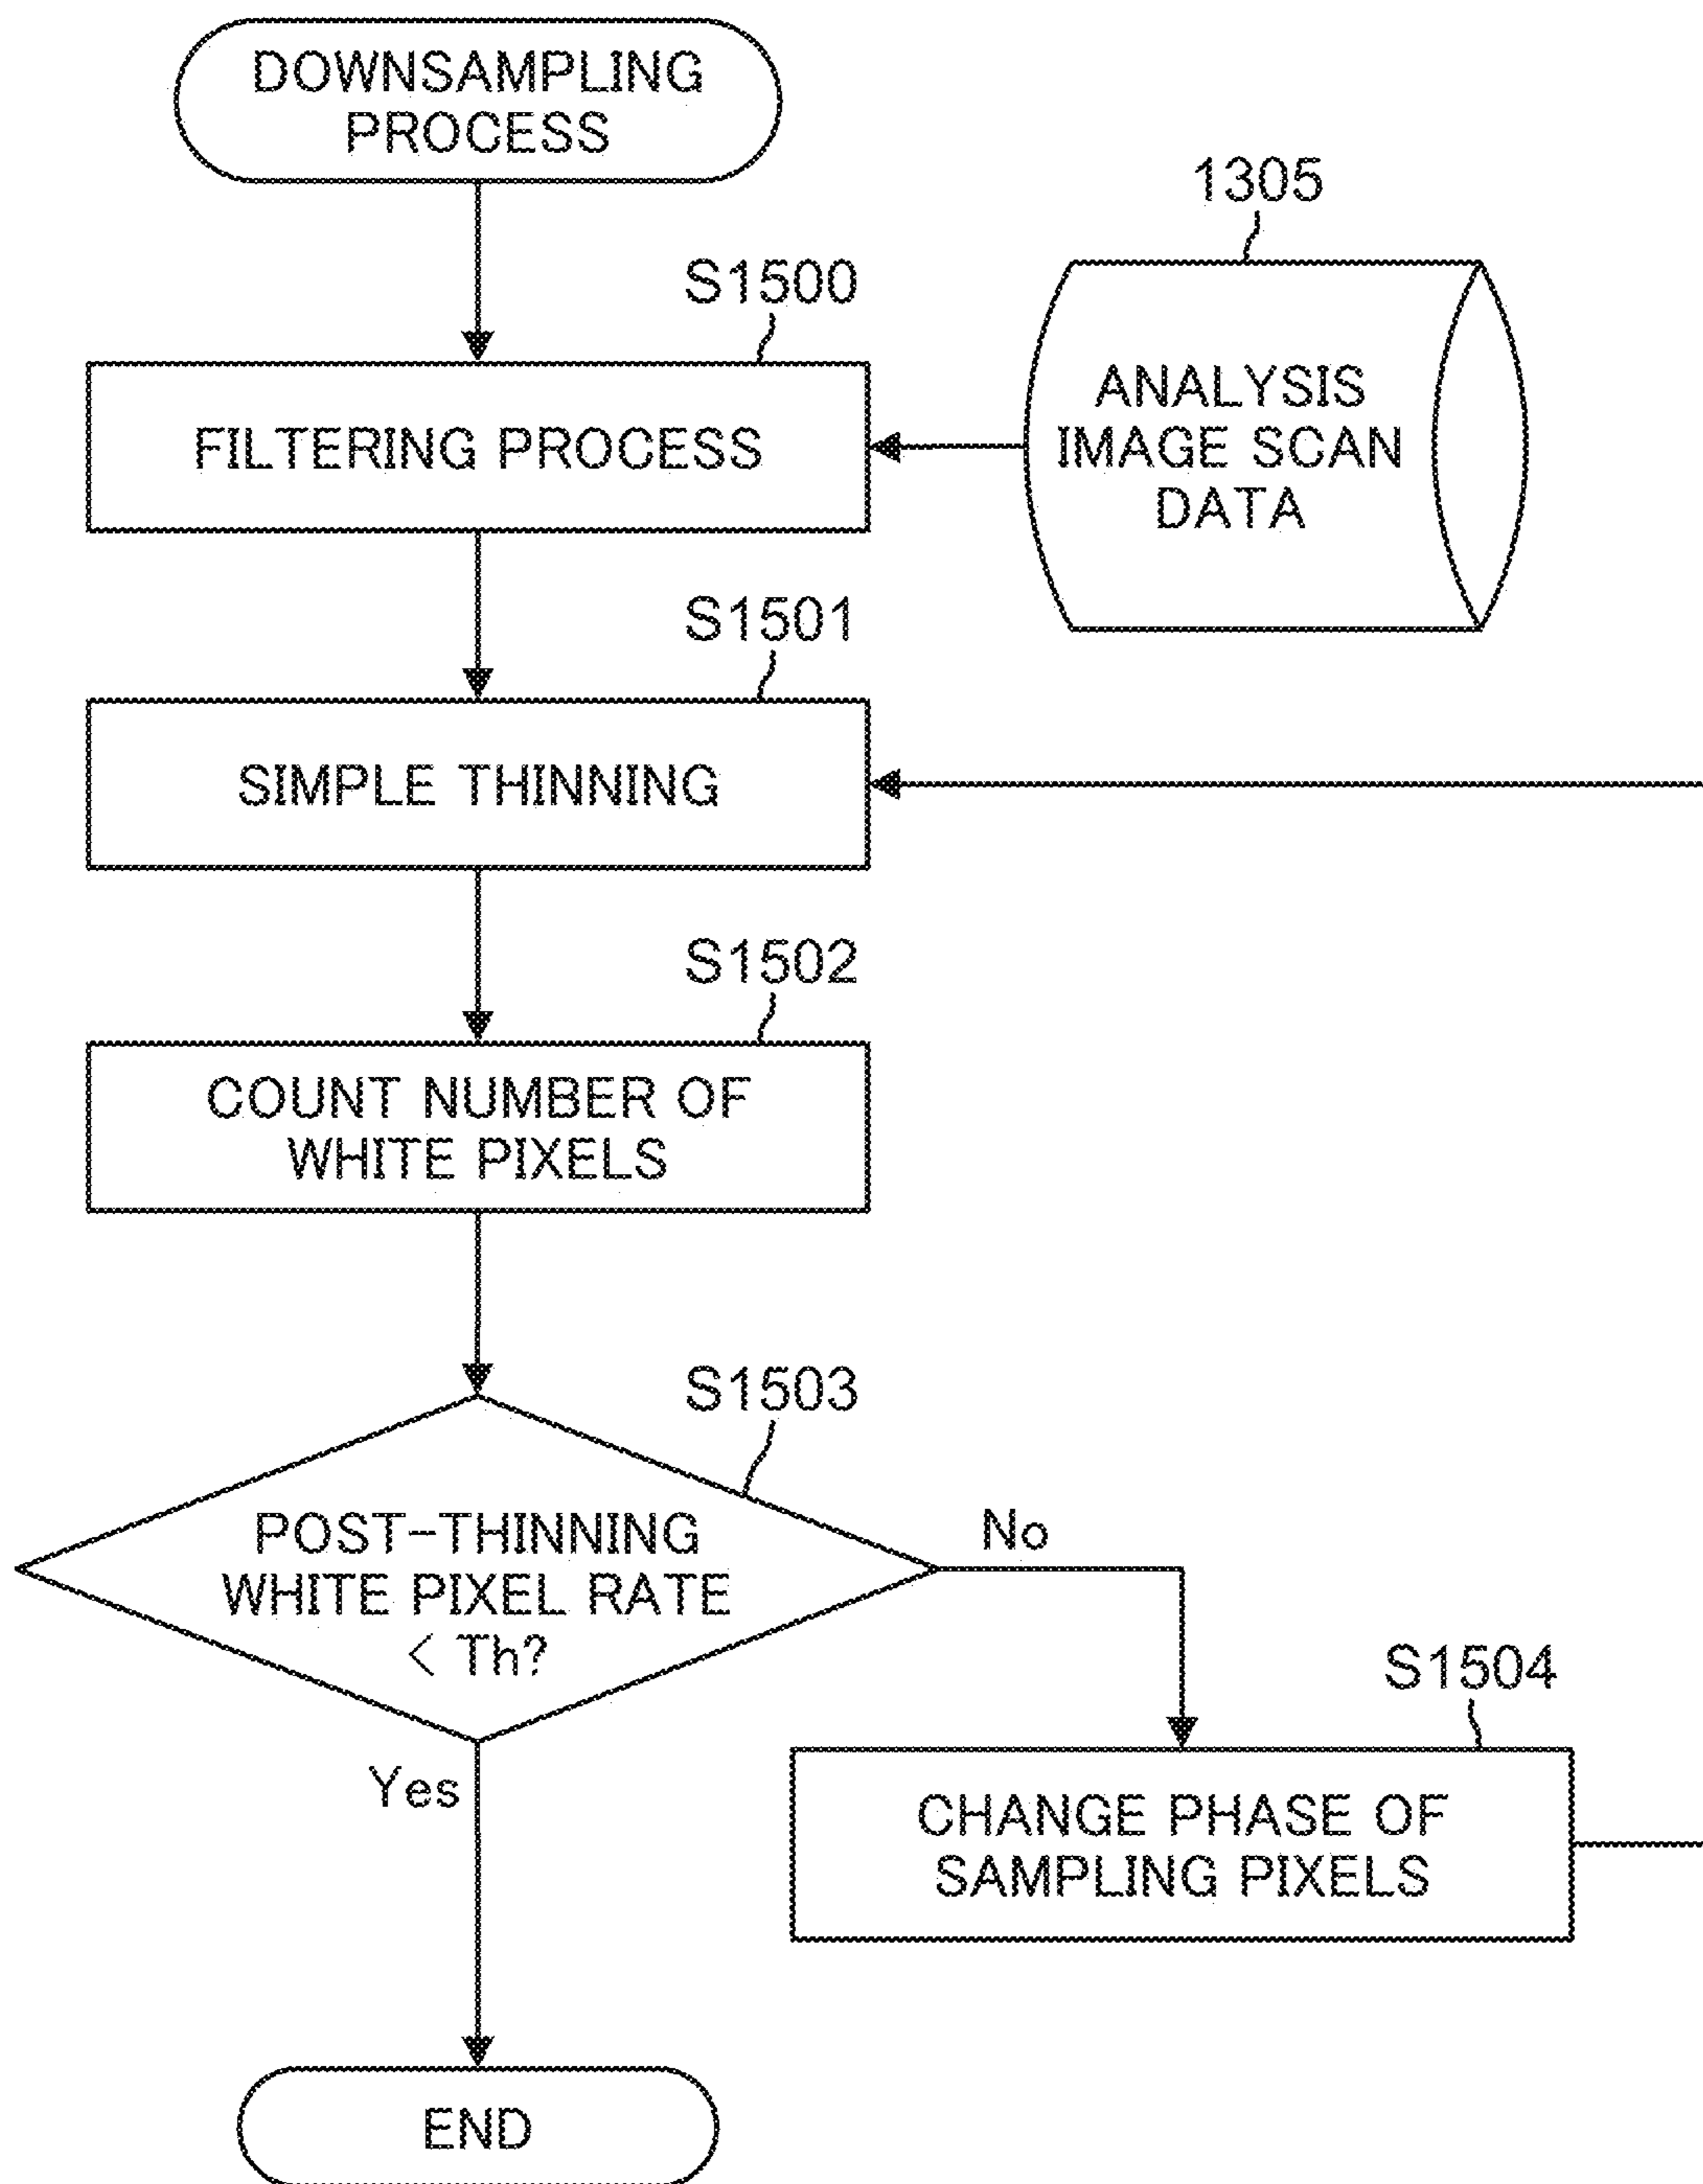 DOWNSAMPLING
PROCESS
1305
S1500
FILTERING PROCESS
ANALYSIS
IMAGE SCAN
DATA
S1501
SIMPLE THINNING
S1502
COUNT NUMBER OF
WHITE PIXELS
S1503
POST-THINNING
WHITE PIXEL RATE
< Th?
No
Yes
S1504
CHANGE PHASE OF
SAMPLING PIXELS
END